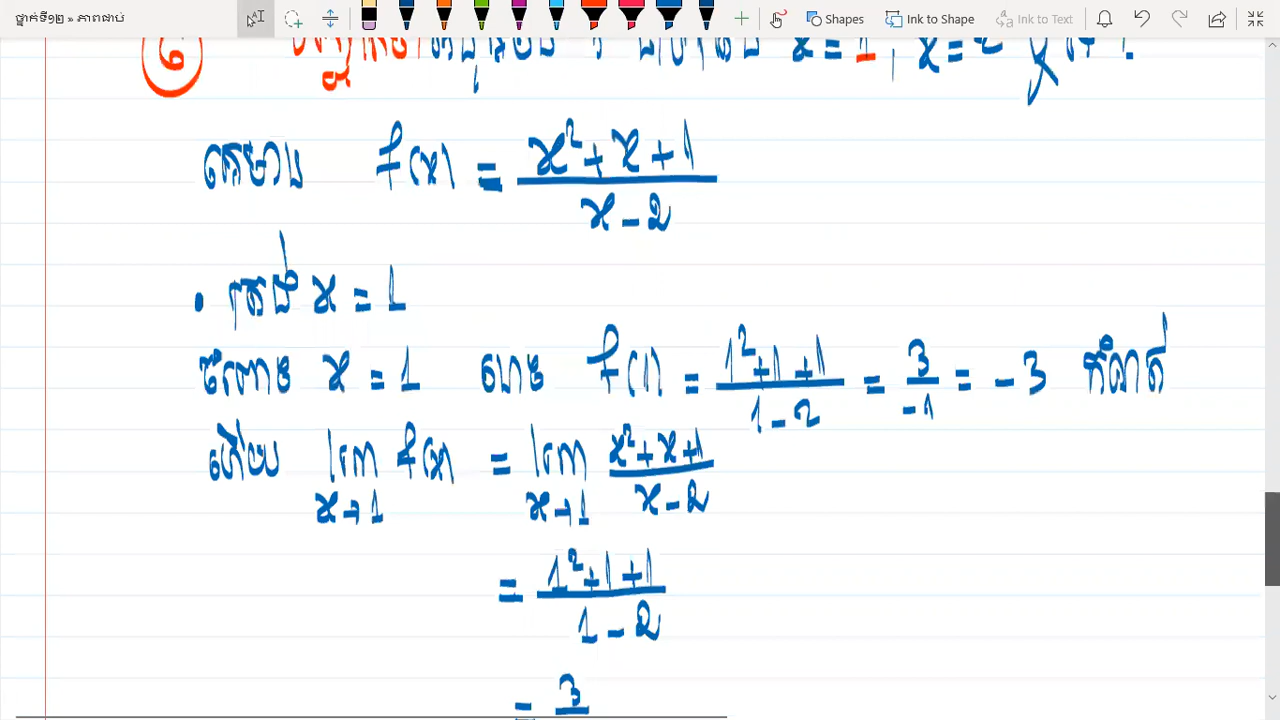 ថ្នាក់ទី១២ » ភាពជាប់
Shapes
Ink to Shape
Ink to Text
x = 1 , x = 2
គេមាន f(x) = (x² + x + 1)/(x - 2)
• ត្រង់ x = 1
ចំពោះ x = 1 គេបាន f(1) = (1² + 1 + 1)/(1 - 2) = 3/-1 = -3 កំណត់
ហើយ lim x→1 f(x) = lim x→1 (x² + x + 1)/(x - 2)
= (1² + 1 + 1)/(1 - 2)
= 3